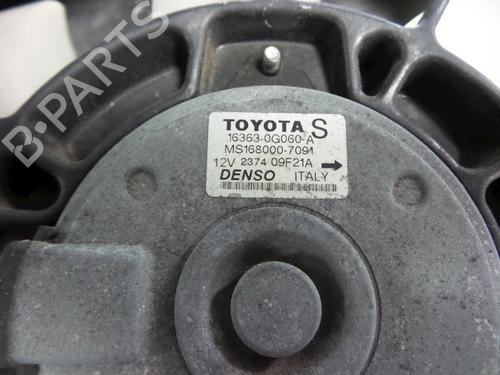 TOYOTA S
16363-0G060-A
MS168000-7091
12V 2374 09F21A
DENSO ITALY
B-PARTS